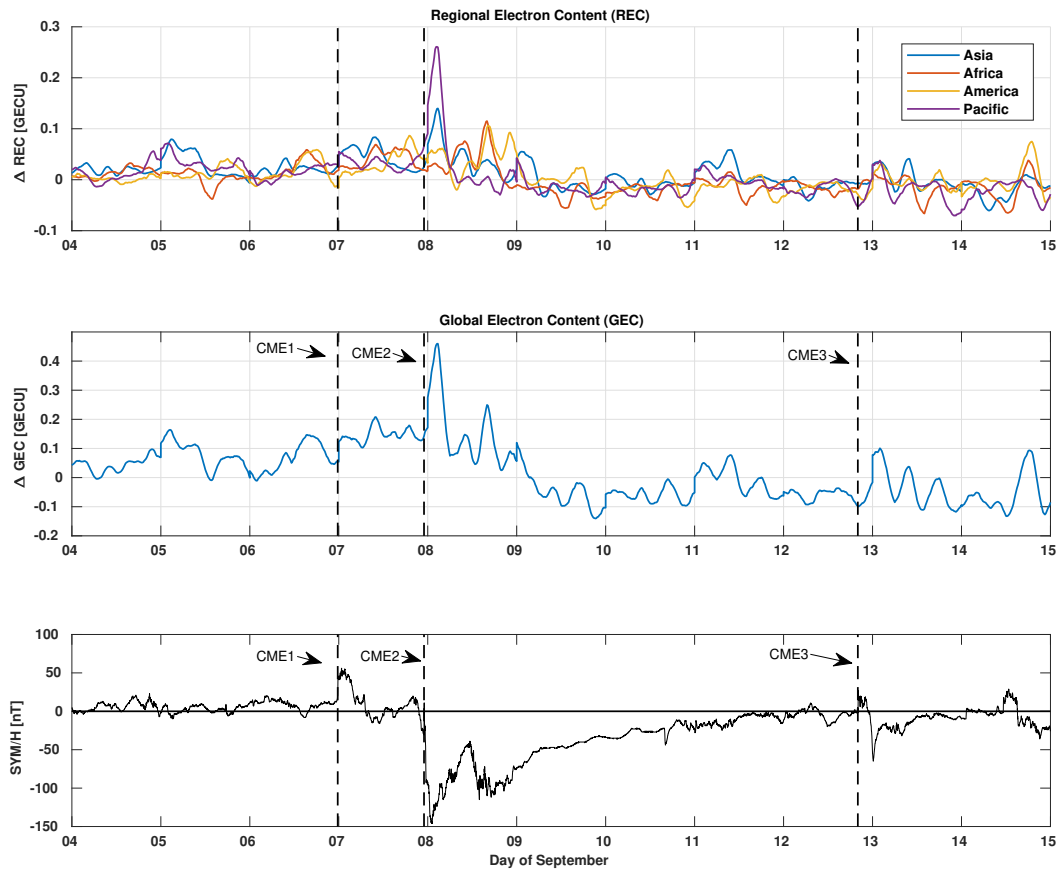 Regional Electron Content (REC)
Δ REC [GECU]
0.3
0.2
0.1
0
-0.1
Asia
Africa
America
Pacific
04 05 06 07 08 09 10 11 12 13 14 15
Global Electron Content (GEC)
Δ GEC [GECU]
0.4
0.3
0.2
0.1
0
-0.1
-0.2
CME1
CME2
CME3
04 05 06 07 08 09 10 11 12 13 14 15
SYM/H [nT]
100
50
0
-50
-100
-150
CME1
CME2
CME3
04 05 06 07 08 09 10 11 12 13 14 15
Day of September